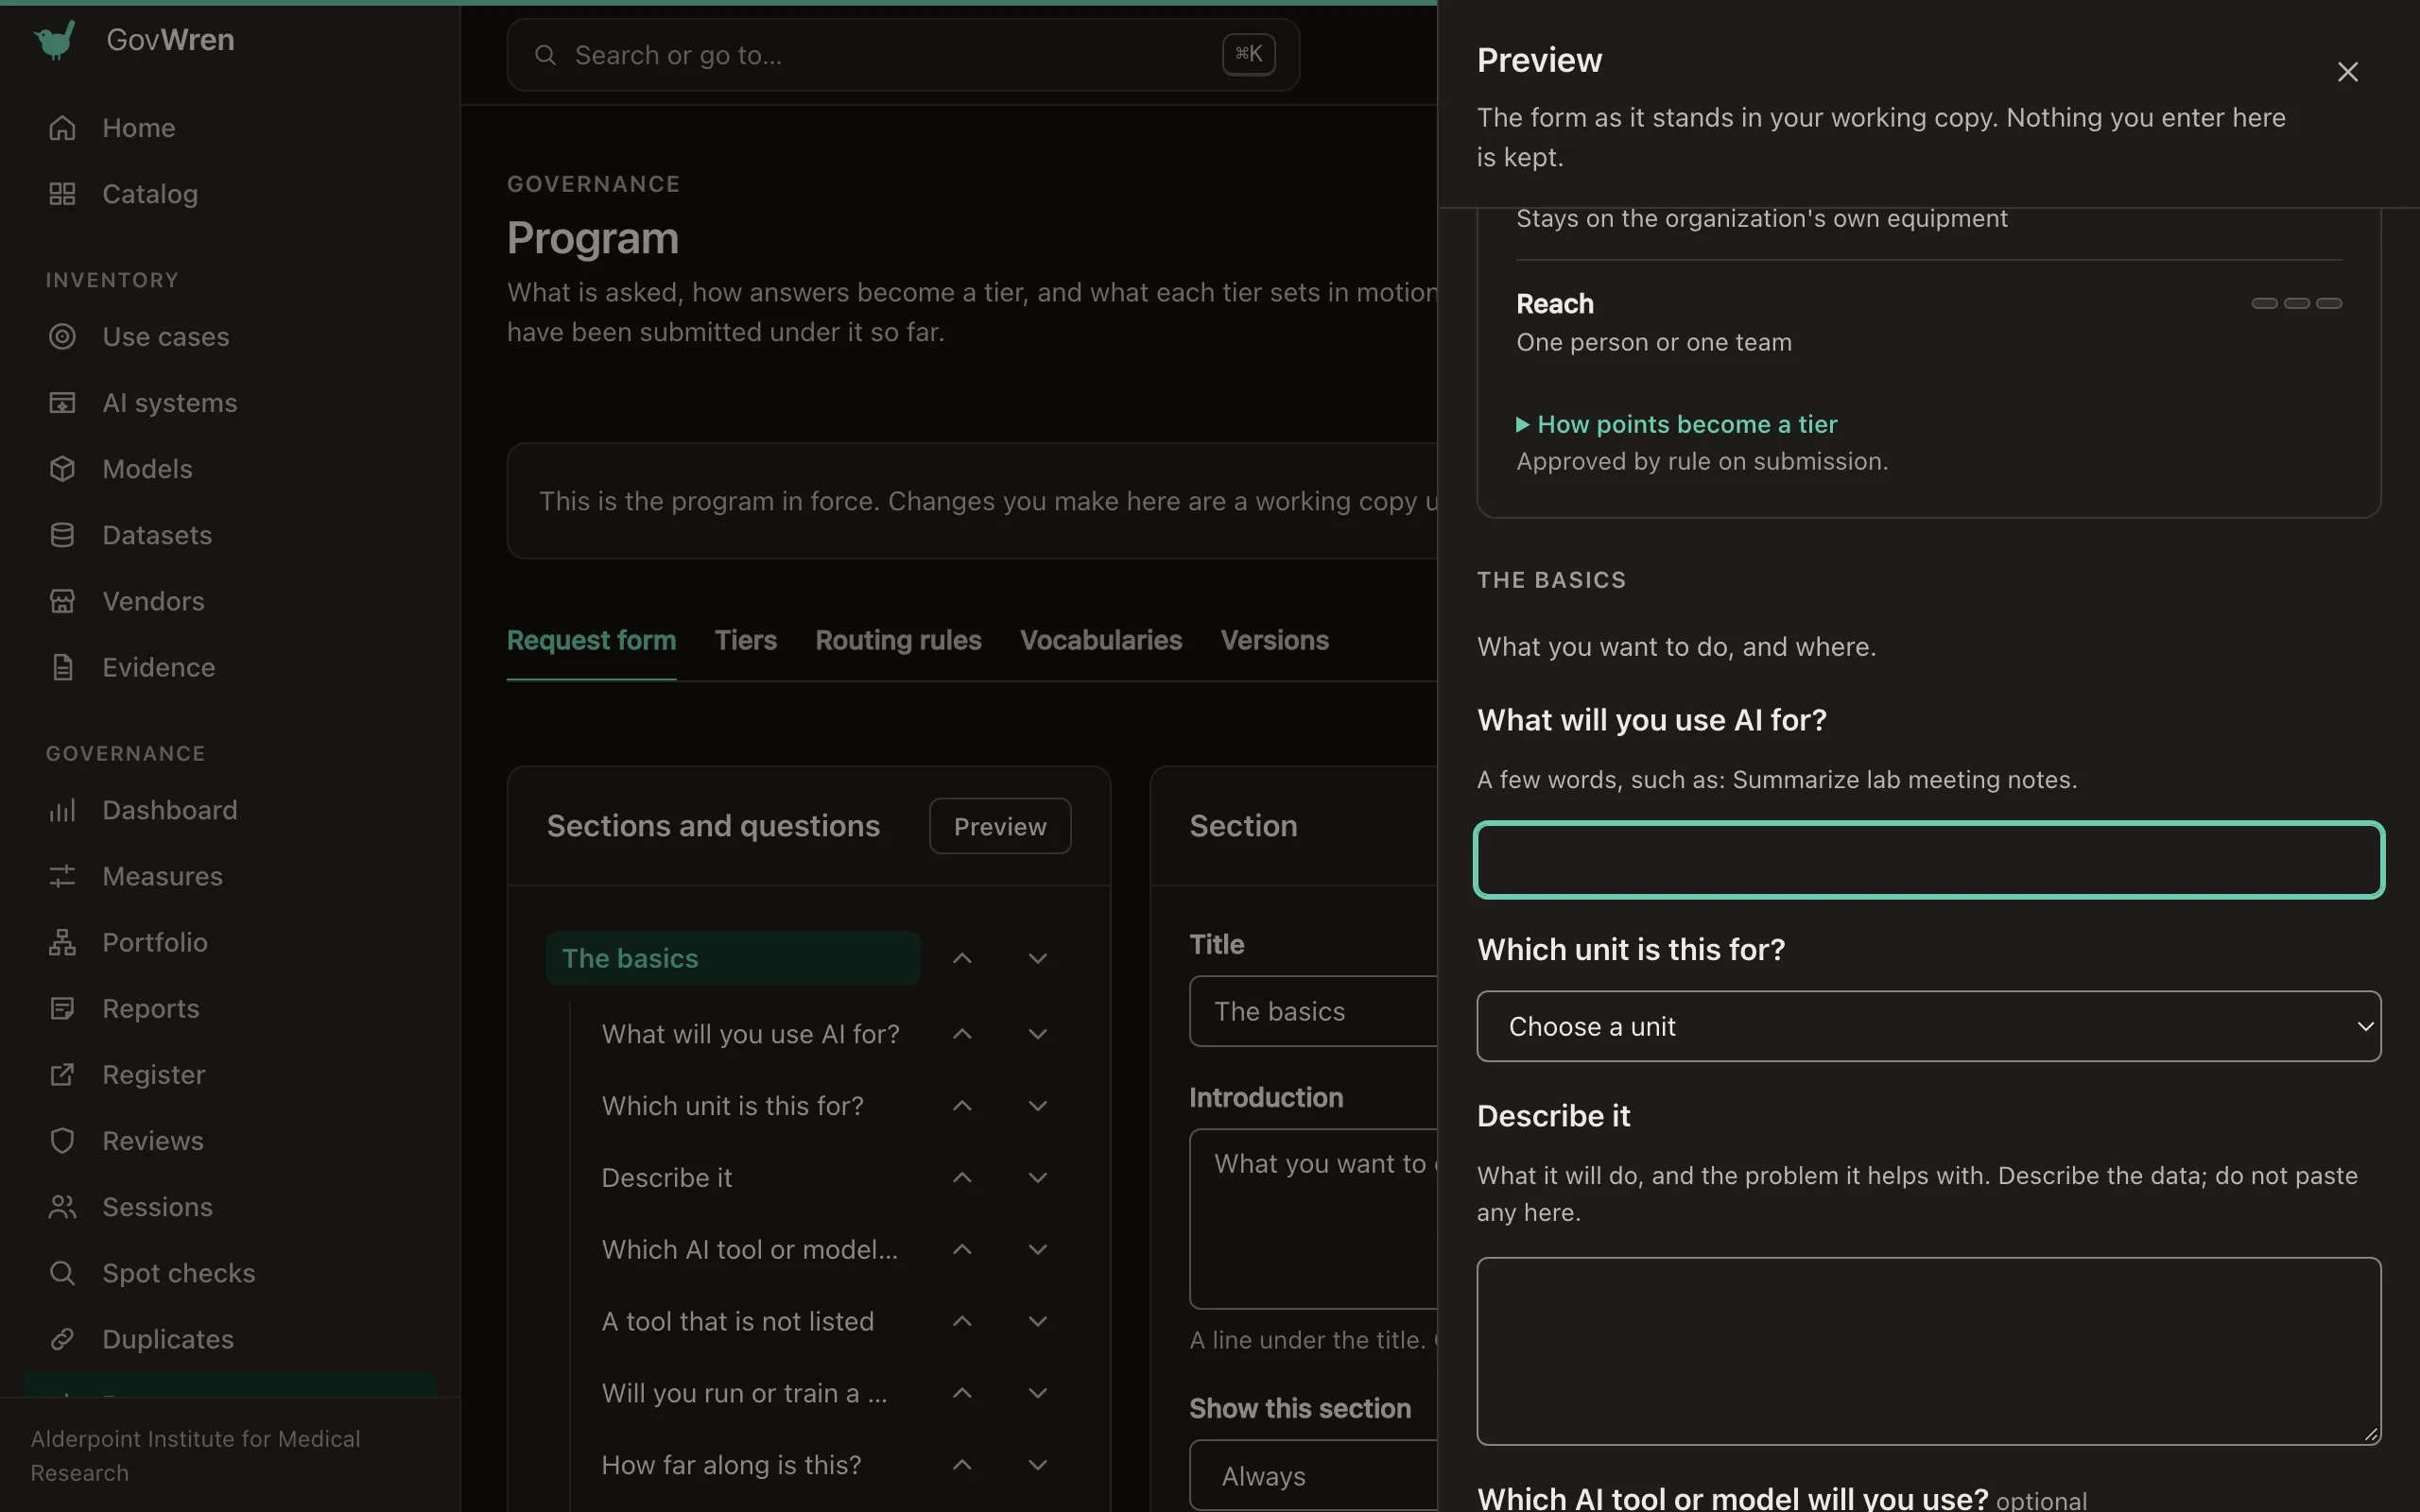 GovWren
Home
Catalog
INVENTORY
Use cases
AI systems
Models
Datasets
Vendors
Evidence
GOVERNANCE
Dashboard
Measures
Portfolio
Reports
Register
Reviews
Sessions
Spot checks
Duplicates
Alderpoint Institute for Medical
Research
Search or go to...
⌘K
GOVERNANCE
Program
What is asked, how answers become a tier, and what each tier sets in motion
have been submitted under it so far.
This is the program in force. Changes you make here are a working copy
Request form
Tiers
Routing rules
Vocabularies
Versions
Sections and questions
Preview
The basics
What will you use AI for?
Which unit is this for?
Describe it
Which AI tool or model...
A tool that is not listed
Will you run or train a ...
How far along is this?
Section
Title
The basics
Introduction
What you want to
A line under the title.
Show this section
Always
Preview
The form as it stands in your working copy. Nothing you enter here
is kept.
Stays on the organization's own equipment
Reach
One person or one team
How points become a tier
Approved by rule on submission.
THE BASICS
What you want to do, and where.
What will you use AI for?
A few words, such as: Summarize lab meeting notes.
Which unit is this for?
Choose a unit
Describe it
What it will do, and the problem it helps with. Describe the data; do not paste
any here.
Which AI tool or model will you use? optional